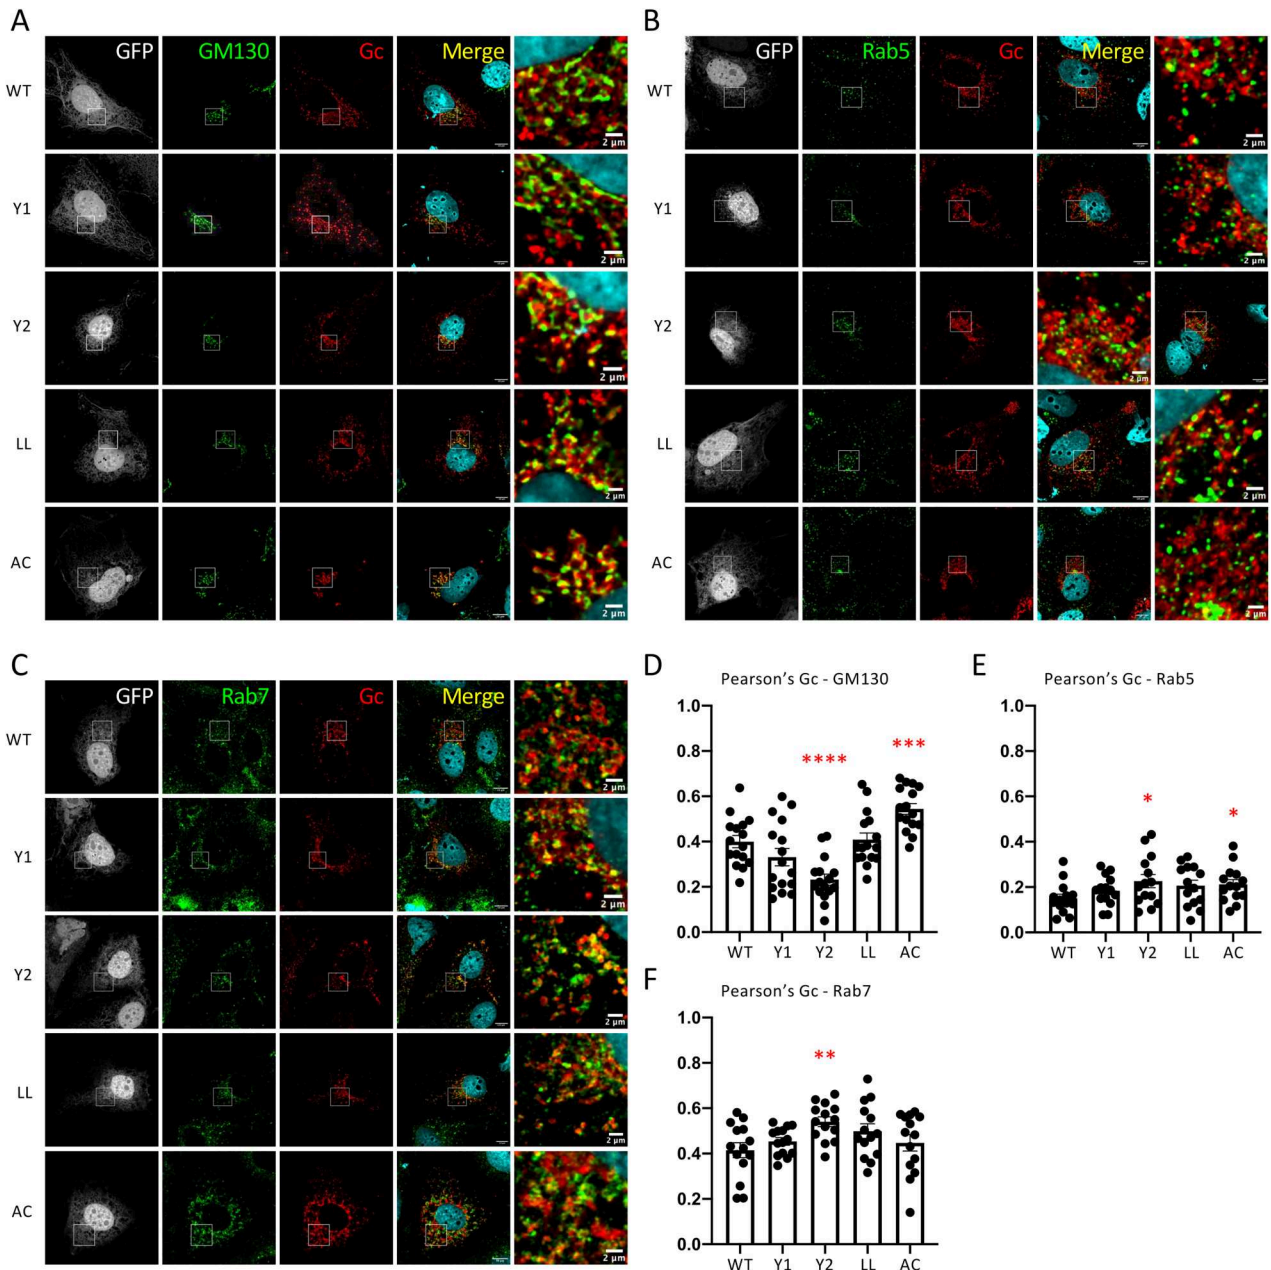 A
GFP GM130 Gc Merge
WT
2 µm
Y1
2 µm
Y2
2 µm
LL
2 µm
AC
2 µm
B
GFP Rab5 Gc Merge
WT
2 µm
Y1
2 µm
Y2
2 µm
LL
2 µm
AC
2 µm
C
GFP Rab7 Gc Merge
WT
2 µm
Y1
2 µm
Y2
2 µm
LL
2 µm
AC
2 µm
D
Pearson's Gc - GM130
1.0
0.8
0.6
0.4
0.2
0.0
****
***
WT Y1 Y2 LL AC
E
Pearson's Gc - Rab5
1.0
0.8
0.6
0.4
0.2
0.0
*
*
WT Y1 Y2 LL AC
F
Pearson's Gc - Rab7
1.0
0.8
0.6
0.4
0.2
0.0
**
WT Y1 Y2 LL AC